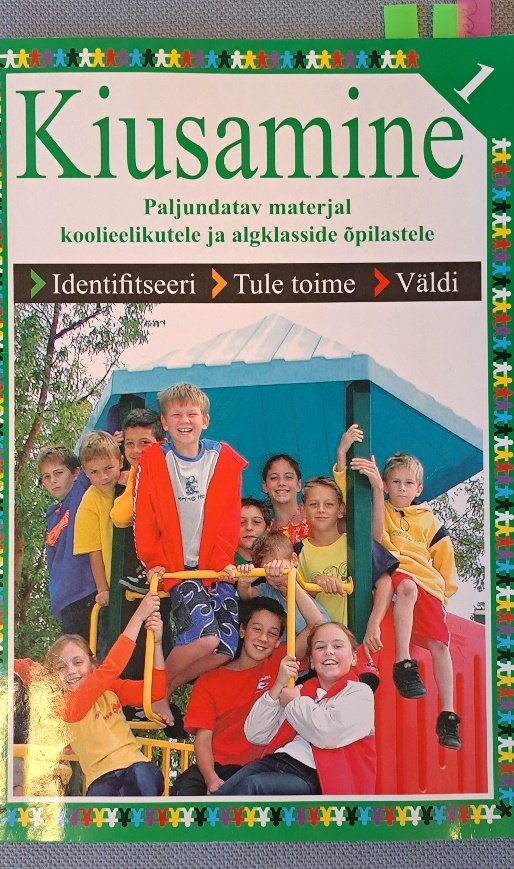 1
Kiusamine
Paljundatav materjal
koolieelikutele ja algklasside õpilastele
Identifitseeri Tule toime Väldi